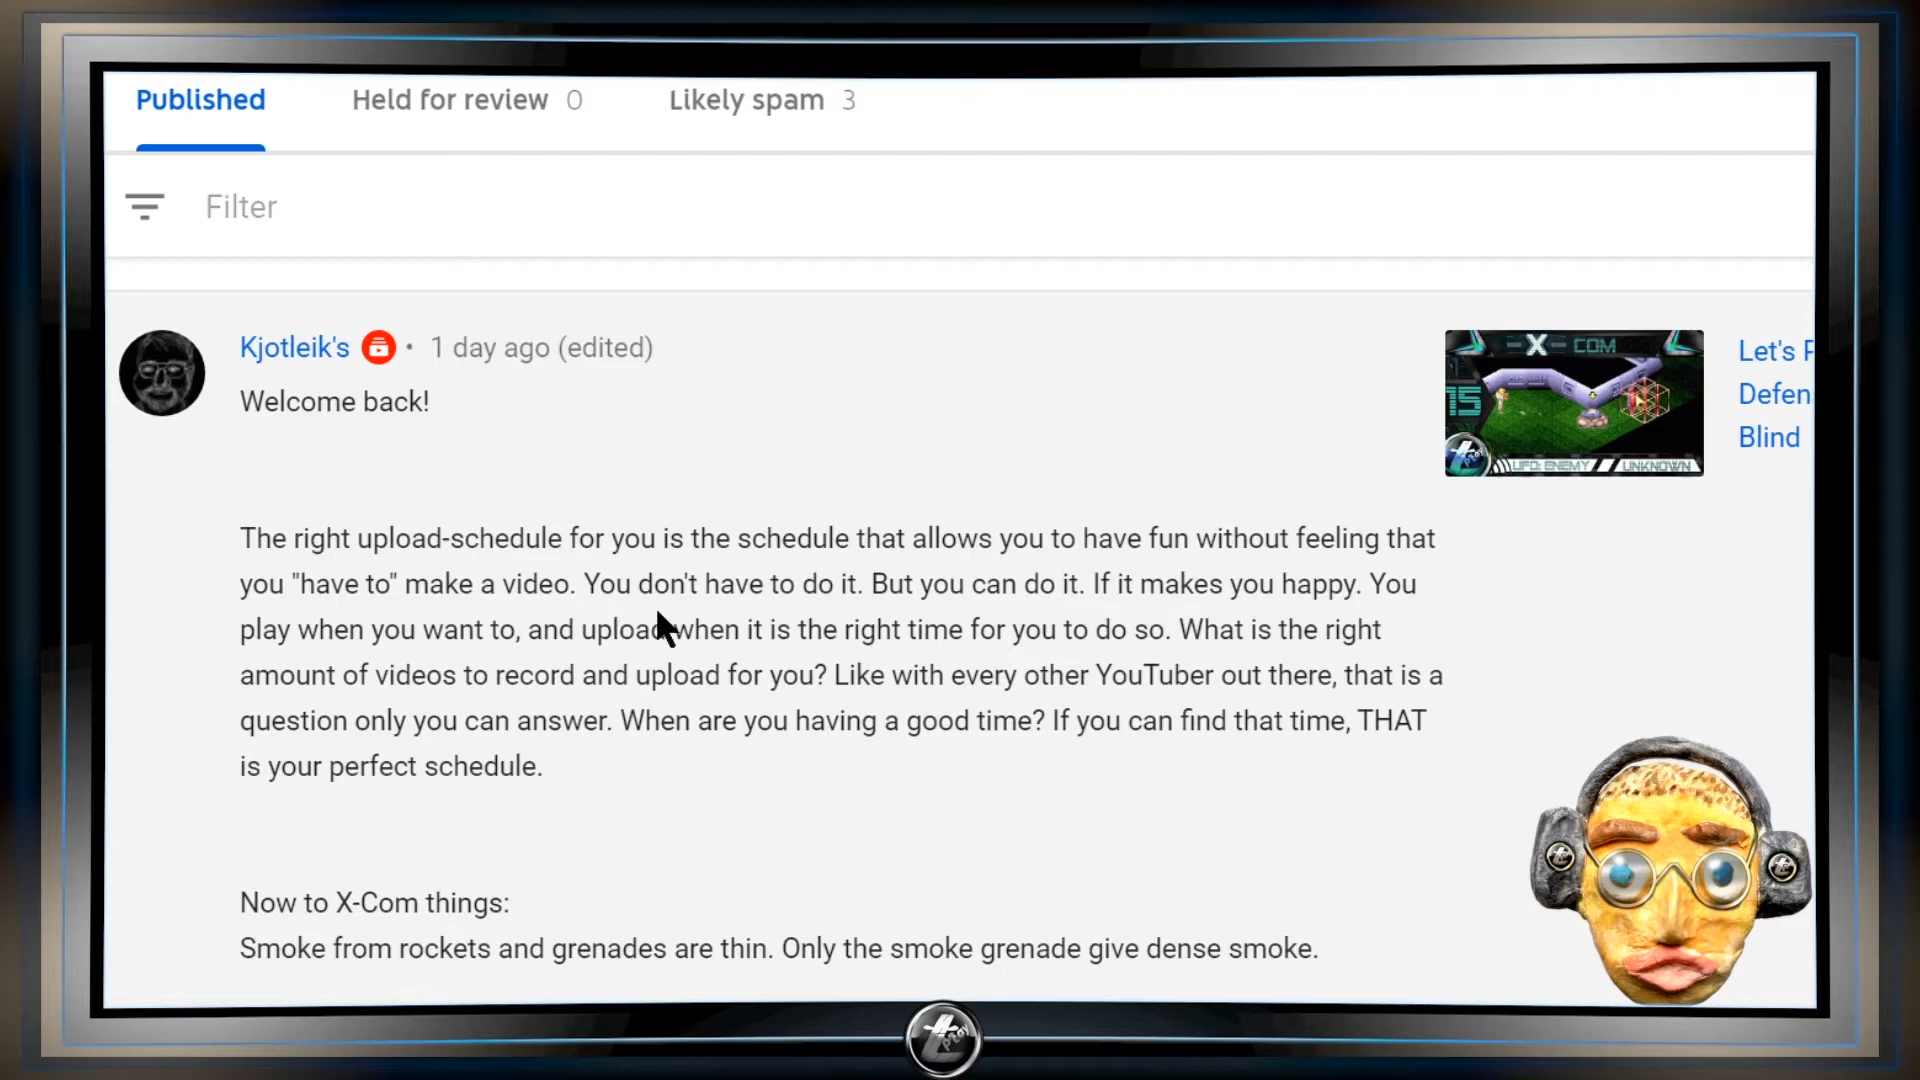 Published Held for review 0 Likely spam 3
Filter
Kjotleik's • 1 day ago (edited)
Welcome back!
X COM
15
UFO: ENEMY // UNKNOWN
Let's P
Defen
Blind
The right upload-schedule for you is the schedule that allows you to have fun without feeling that
you "have to" make a video. You don't have to do it. But you can do it. If it makes you happy. You
play when you want to, and upload when it is the right time for you to do so. What is the right
amount of videos to record and upload for you? Like with every other YouTuber out there, that is a
question only you can answer. When are you having a good time? If you can find that time, THAT
is your perfect schedule.
Now to X-Com things:
Smoke from rockets and grenades are thin. Only the smoke grenade give dense smoke.